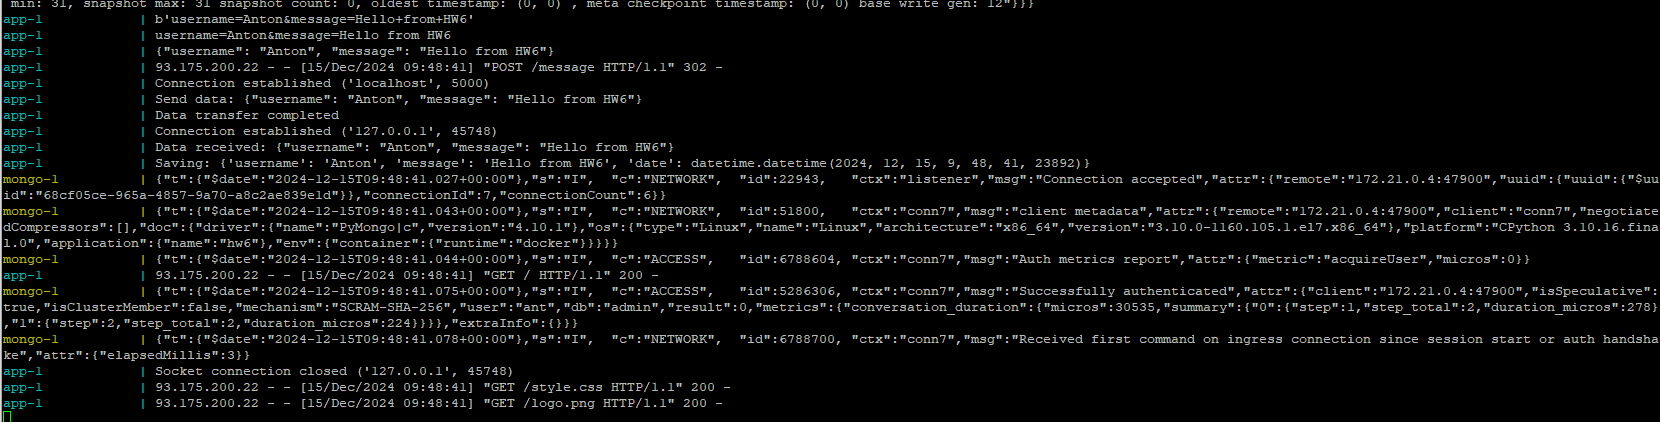 min: 31, snapshot max: 31 snapshot count: 0, oldest timestamp: (0, 0) , meta checkpoint timestamp: (0, 0) base write gen: 12"}}}
app-1 | b'username=Anton&message=Hello+from+HW6'
app-1 | username=Anton&message=Hello from HW6
app-1 | {"username": "Anton", "message": "Hello from HW6"}
app-1 | 93.175.200.22 - - [15/Dec/2024 09:48:41] "POST /message HTTP/1.1" 302 -
app-1 | Connection established ('localhost', 5000)
app-1 | Send data: {"username": "Anton", "message": "Hello from HW6"}
app-1 | Data transfer completed
app-1 | Connection established ('127.0.0.1', 45748)
app-1 | Data received: {"username": "Anton", "message": "Hello from HW6"}
app-1 | Saving: {'username': 'Anton', 'message': 'Hello from HW6', 'date': datetime.datetime(2024, 12, 15, 9, 48, 41, 23892)}
mongo-1 | {"t":{"$date":"2024-12-15T09:48:41.027+00:00"},"s":"I", "c":"NETWORK", "id":22943, "ctx":"listener","msg":"Connection accepted","attr":{"remote":"172.21.0.4:47900","uuid":{"uuid":{"$uu
id":"68cf05ce-965a-4857-9a70-a8c2ae839e1d"}},"connectionId":7,"connectionCount":6}}
mongo-1 | {"t":{"$date":"2024-12-15T09:48:41.043+00:00"},"s":"I", "c":"NETWORK", "id":51800, "ctx":"conn7","msg":"client metadata","attr":{"remote":"172.21.0.4:47900","client":"conn7","negotiate
dCompressors":[],"doc":{"driver":{"name":"PyMongo|c","version":"4.10.1"},"os":{"type":"Linux","name":"Linux","architecture":"x86_64","version":"3.10.0-1160.105.1.el7.x86_64"},"platform":"CPython 3.10.16.fina
l.0","application":{"name":"hw6"},"env":{"container":{"runtime":"docker"}}}}}
mongo-1 | {"t":{"$date":"2024-12-15T09:48:41.044+00:00"},"s":"I", "c":"ACCESS", "id":6788604, "ctx":"conn7","msg":"Auth metrics report","attr":{"metric":"acquireUser","micros":0}}
app-1 | 93.175.200.22 - - [15/Dec/2024 09:48:41] "GET / HTTP/1.1" 200 -
mongo-1 | {"t":{"$date":"2024-12-15T09:48:41.075+00:00"},"s":"I", "c":"ACCESS", "id":5286306, "ctx":"conn7","msg":"Successfully authenticated","attr":{"client":"172.21.0.4:47900","isSpeculative":
true,"isClusterMember":false,"mechanism":"SCRAM-SHA-256","user":"ant","db":"admin","result":0,"metrics":{"conversation_duration":{"micros":30535,"summary":{"0":{"step":1,"step_total":2,"duration_micros":278}
,"1":{"step":2,"step_total":2,"duration_micros":224}}}},"extraInfo":{}}}
mongo-1 | {"t":{"$date":"2024-12-15T09:48:41.078+00:00"},"s":"I", "c":"NETWORK", "id":6788700, "ctx":"conn7","msg":"Received first command on ingress connection since session start or auth handsha
ke","attr":{"elapsedMillis":3}}
app-1 | Socket connection closed ('127.0.0.1', 45748)
app-1 | 93.175.200.22 - - [15/Dec/2024 09:48:41] "GET /style.css HTTP/1.1" 200 -
app-1 | 93.175.200.22 - - [15/Dec/2024 09:48:41] "GET /logo.png HTTP/1.1" 200 -